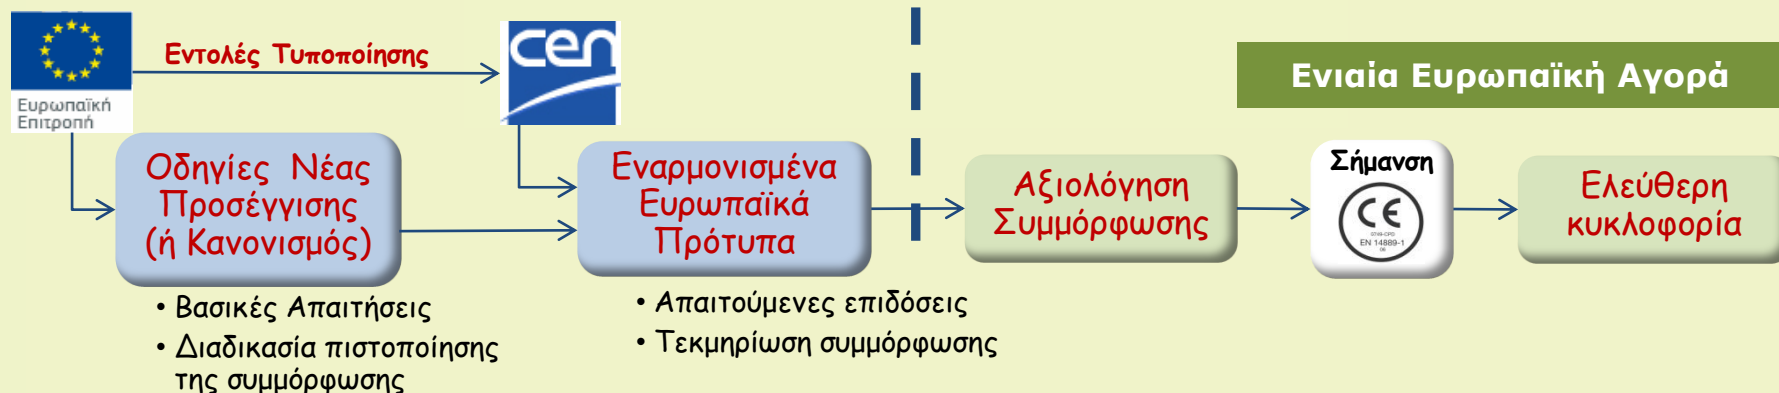 Ευρωπαϊκή
Επιτροπή
Εντολές Τυποποίησης
cen
Ενιαία Ευρωπαϊκή Αγορά
Οδηγίες Νέας
Προσέγγισης
(ή Κανονισμός)
• Βασικές Απαιτήσεις
• Διαδικασία πιστοποίησης
της συμμόρφωσης
Εναρμονισμένα
Ευρωπαϊκά
Πρότυπα
• Απαιτούμενες επιδόσεις
• Τεκμηρίωση συμμόρφωσης
Αξιολόγηση
Συμμόρφωσης
Σήμανση
CE
EN 14889-1
Ελεύθερη
κυκλοφορία